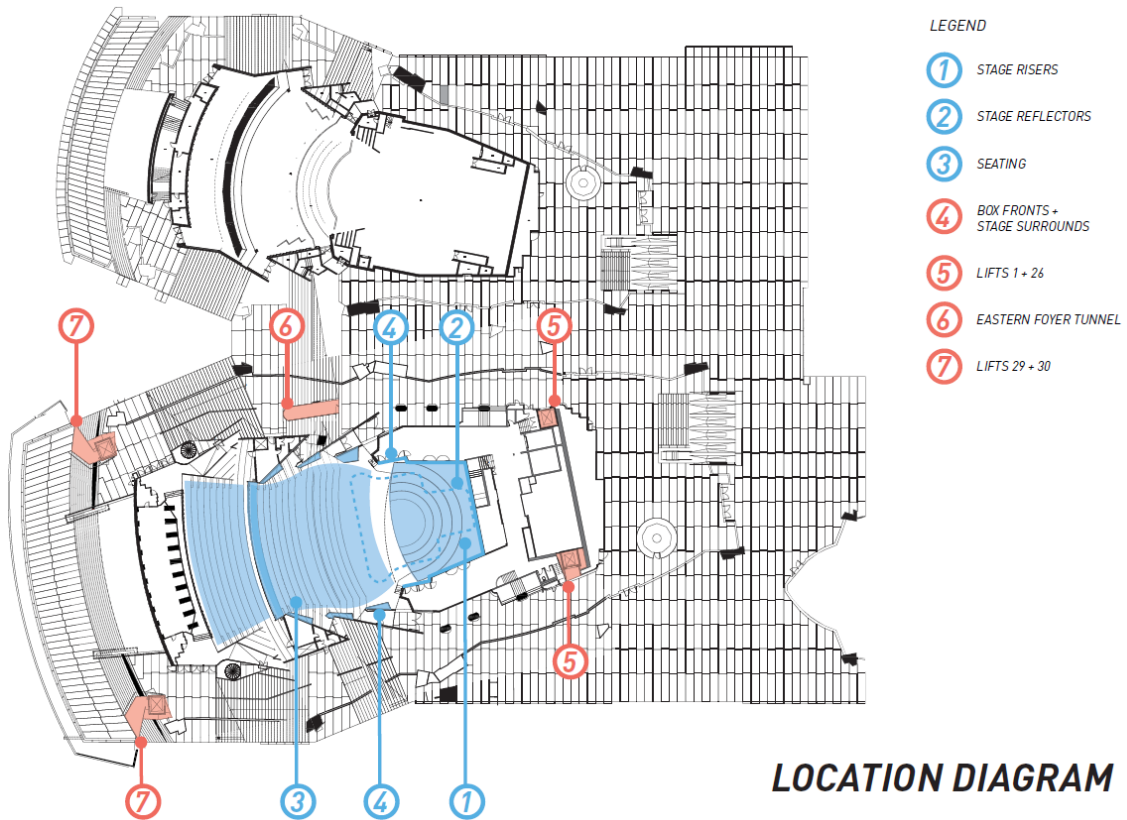 LEGEND
1 STAGE RISERS
2 STAGE REFLECTORS
3 SEATING
4 BOX FRONTS +
STAGE SURROUNDS
5 LIFTS 1 + 26
6 EASTERN FOYER TUNNEL
7 LIFTS 29 + 30
7 6 4 2 5
5
7 3 4 1
LOCATION DIAGRAM